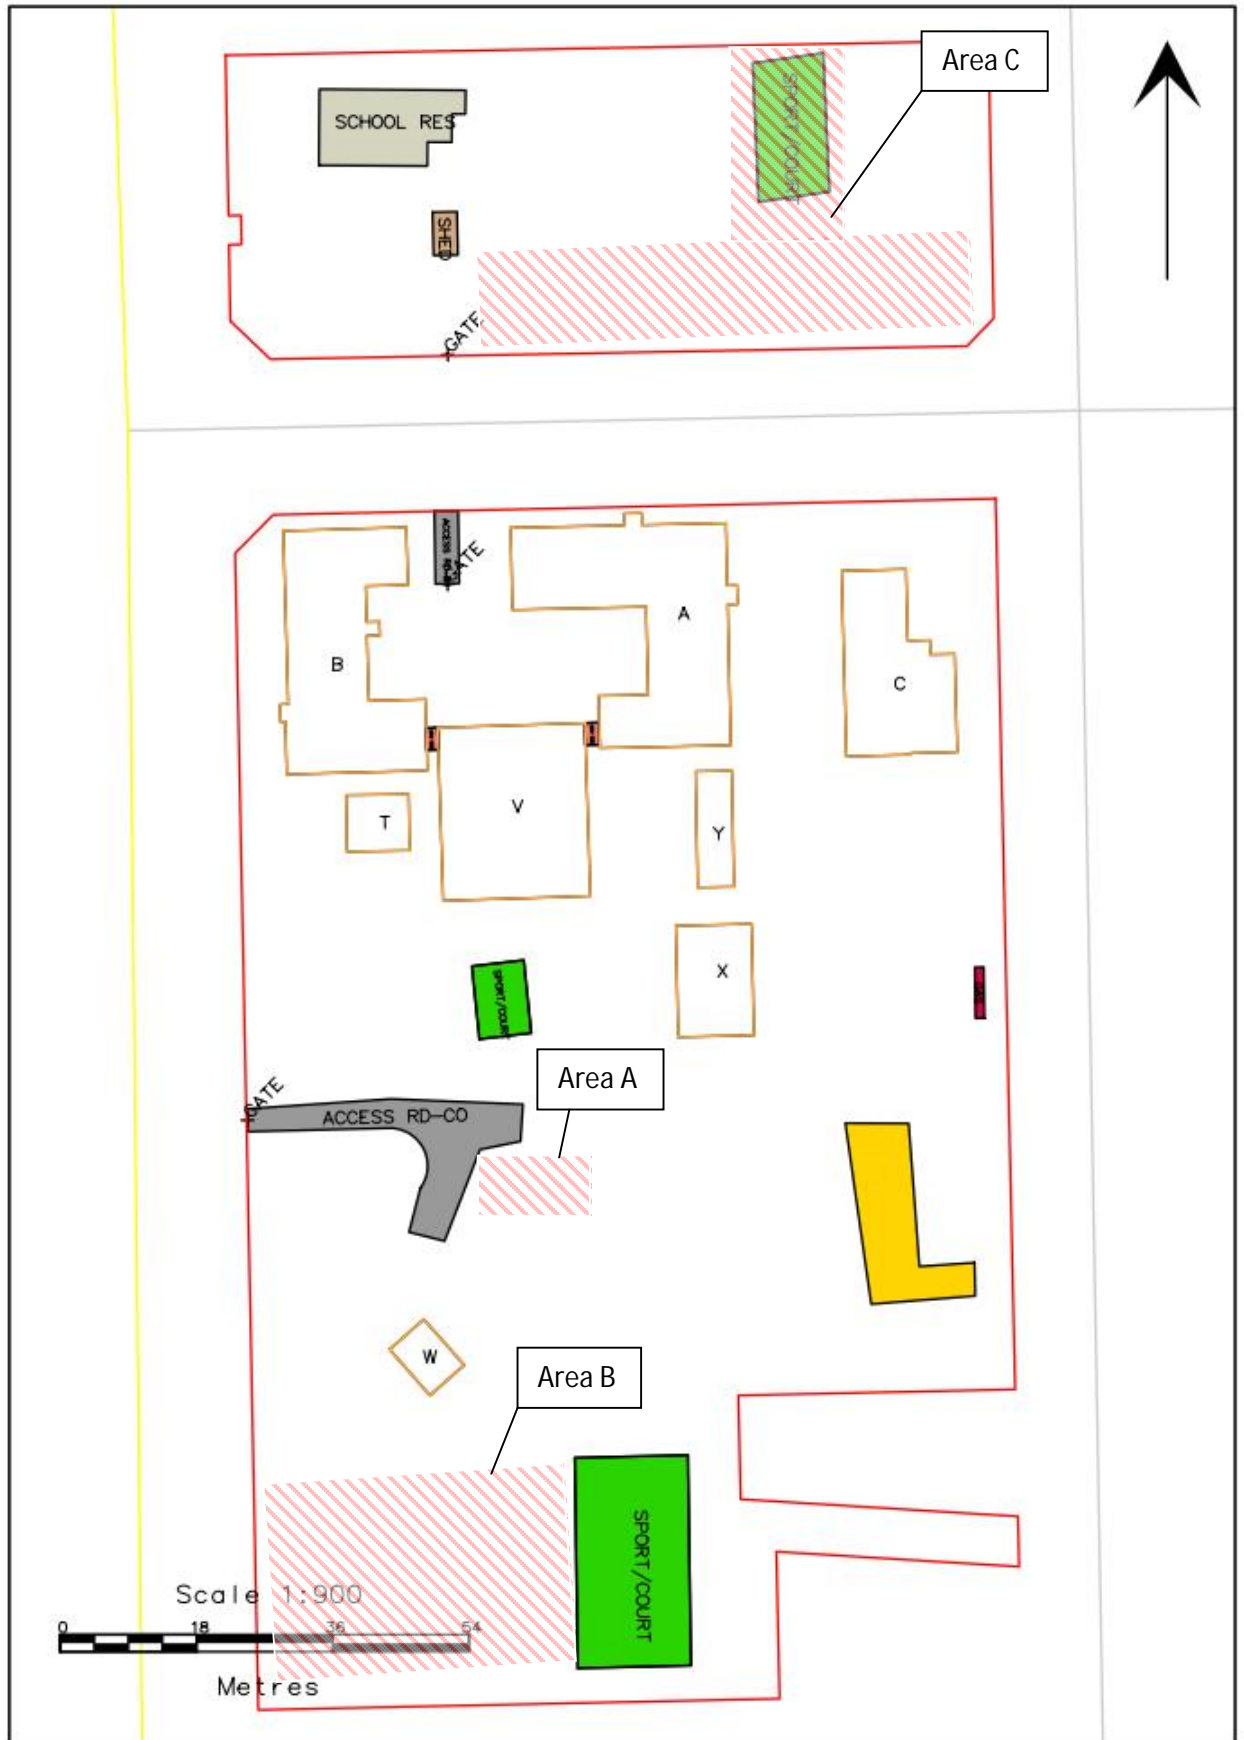 Area C
SPORT/COURT
SCHOOL RES
SHED
GATE
ACCESS RD-
ATE
A
B
C
V
T
Y
X
SPORT/COURT
Area A
GATE
ACCESS RD-CO
W
Area B
SPORT/COURT
Scale 1:900
0 18 36 54
Metres